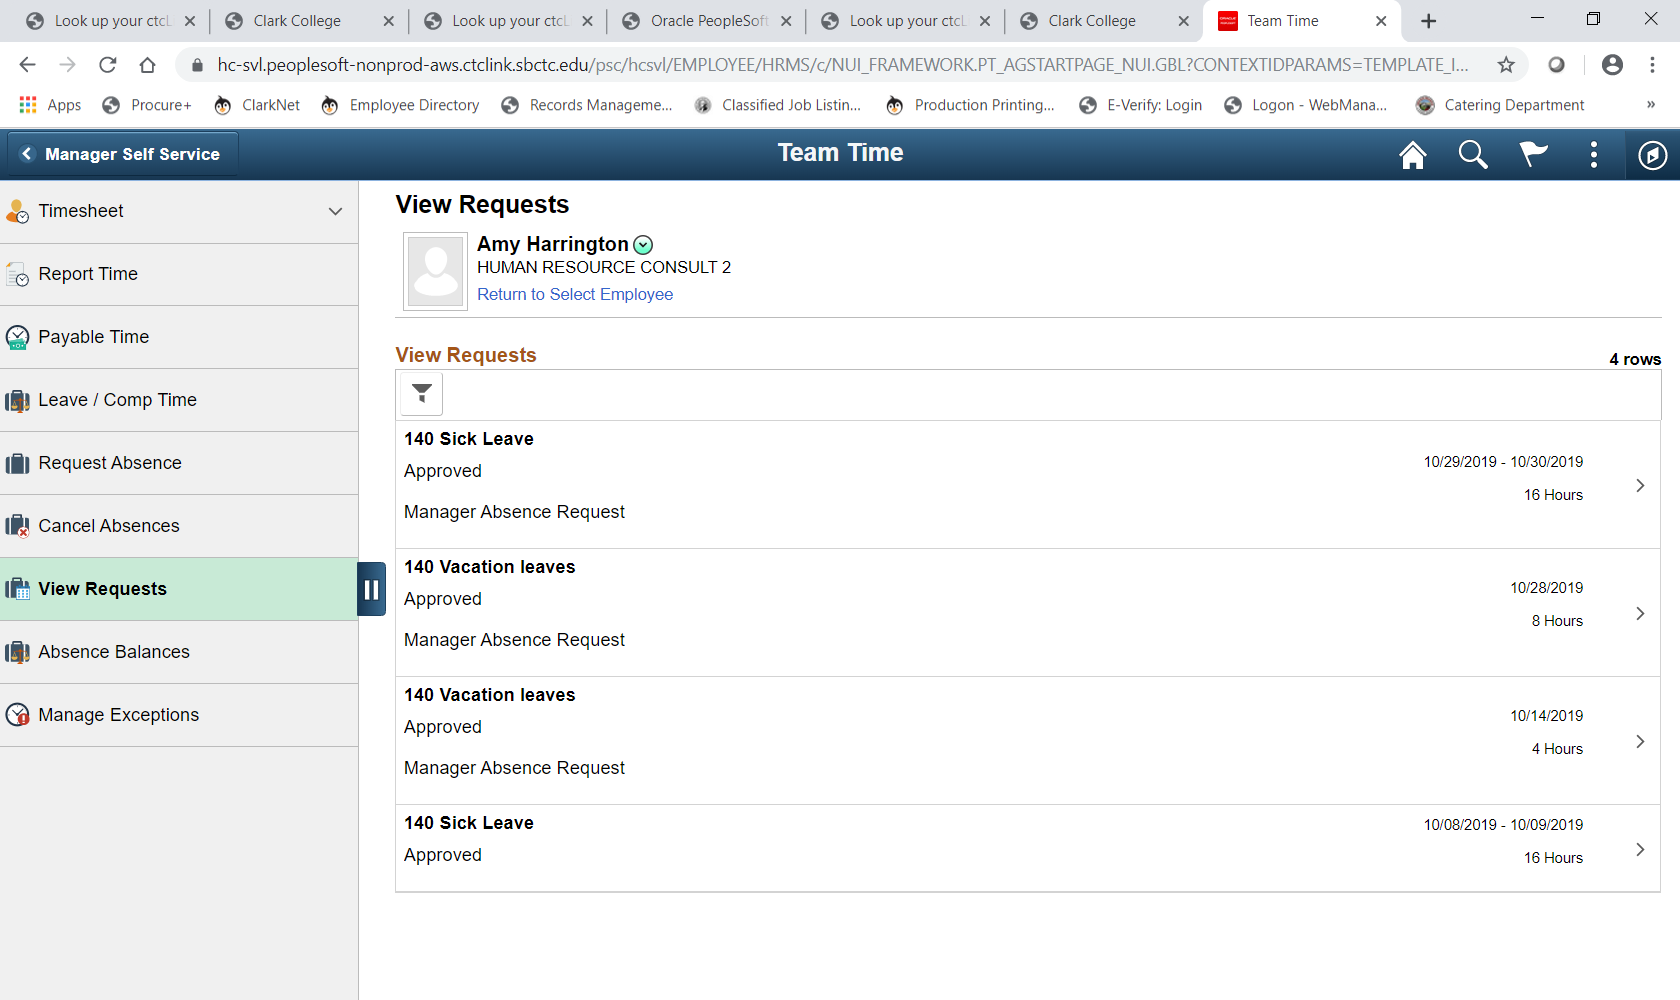 Look up your ctcL
Clark College
Look up your ctcL
Oracle PeopleSoft
Look up your ctcL
Clark College
Team Time
hc-svl.peoplesoft-nonprod-aws.ctclink.sbctc.edu/psc/hcsvl/EMPLOYEE/HRMS/c/NUI_FRAMEWORK.PT_AGSTARTPAGE_NUI.GBL?CONTEXTIDPARAMS=TEMPLATE_I...
Apps
Procure+
ClarkNet
Employee Directory
Records Manageme...
Classified Job Listin...
Production Printing...
E-Verify: Login
Logon - WebMana...
Catering Department
»
Manager Self Service
Team Time
Timesheet
Report Time
Payable Time
Leave / Comp Time
Request Absence
Cancel Absences
View Requests
Absence Balances
Manage Exceptions
View Requests
Amy Harrington
HUMAN RESOURCE CONSULT 2
Return to Select Employee
View Requests
4 rows
140 Sick Leave
Approved
Manager Absence Request
10/29/2019 - 10/30/2019
16 Hours
140 Vacation leaves
Approved
Manager Absence Request
10/28/2019
8 Hours
140 Vacation leaves
Approved
Manager Absence Request
10/14/2019
4 Hours
140 Sick Leave
Approved
10/08/2019 - 10/09/2019
16 Hours